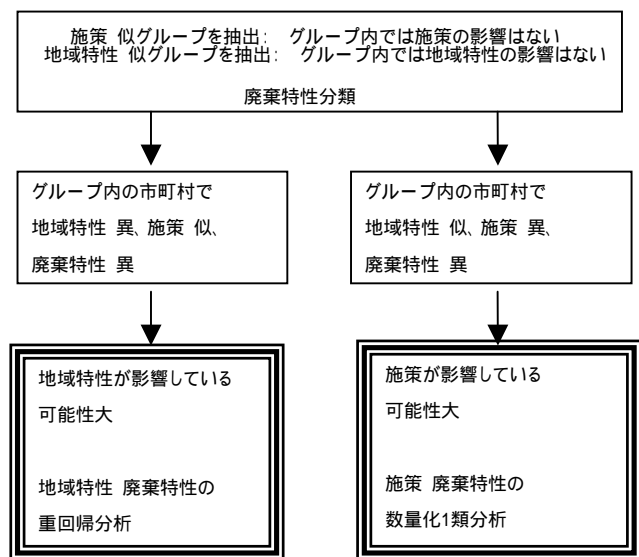 施策 似グループを抽出: グループ内では施策の影響はない
地域特性 似グループを抽出: グループ内では地域特性の影響はない
廃棄特性分類
グループ内の市町村で
地域特性 異、施策 似、
廃棄特性 異
グループ内の市町村で
地域特性 似、施策 異、
廃棄特性 異
地域特性が影響している
可能性大
地域特性 廃棄特性の
重回帰分析
施策が影響している
可能性大
施策 廃棄特性の
数量化1類分析